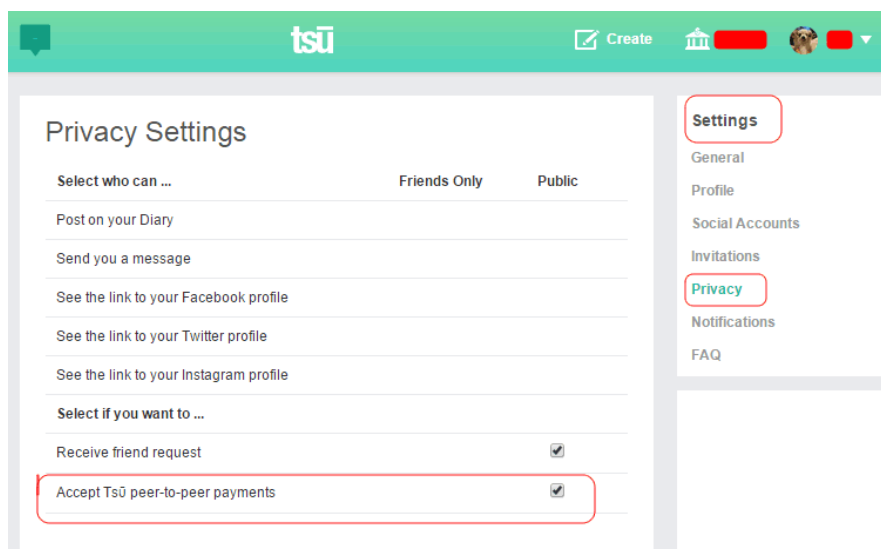 tsū
Create
Privacy Settings
Select who can ... Friends Only Public
Post on your Diary
Send you a message
See the link to your Facebook profile
See the link to your Twitter profile
See the link to your Instagram profile
Select if you want to ...
Receive friend request
Accept Tsū peer-to-peer payments
Settings
General
Profile
Social Accounts
Invitations
Privacy
Notifications
FAQ